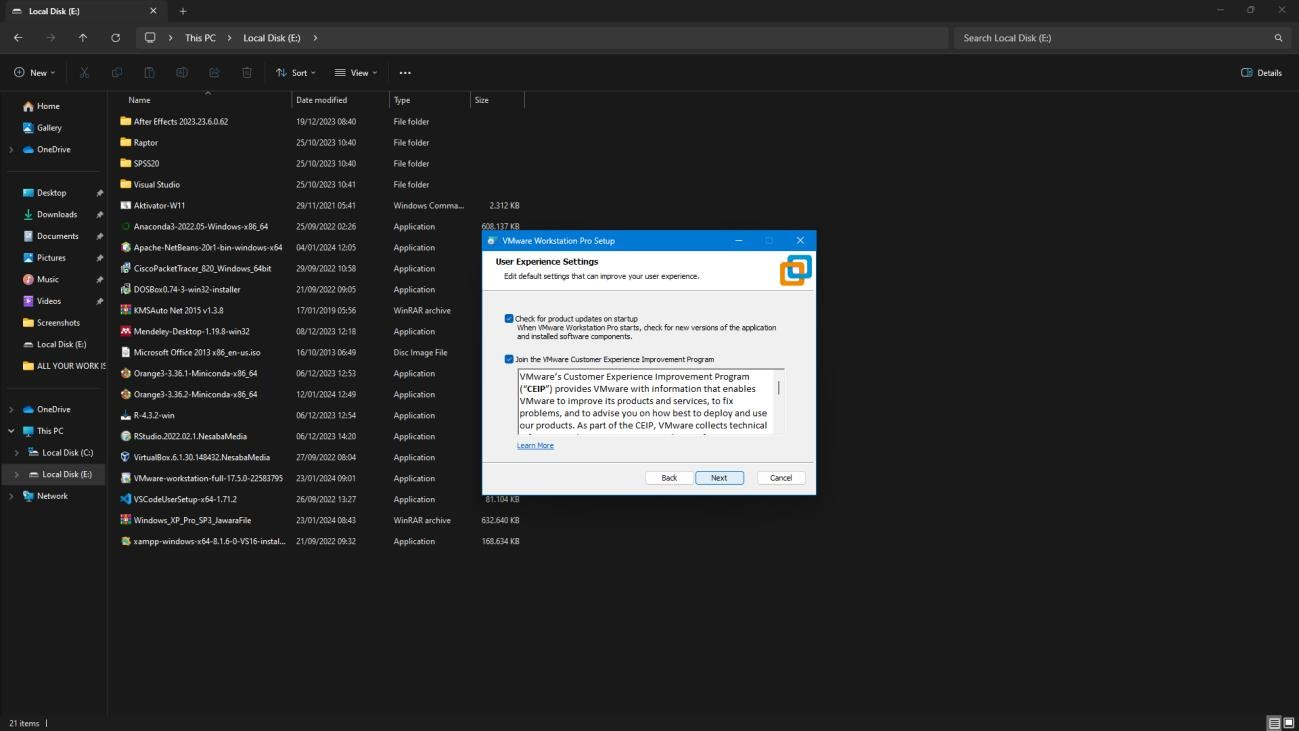 Local Disk (E:)
This PC > Local Disk (E:) >
Search Local Disk (E:)
New
Sort
View
Details
Home
Gallery
OneDrive
Desktop
Downloads
Documents
Pictures
Music
Videos
Screenshots
Local Disk (E:)
ALL YOUR WORK IS
OneDrive
This PC
Local Disk (C:)
Local Disk (E:)
Network
Name Date modified Type Size
After Effects 2023.23.6.0.62 19/12/2023 08:40 File folder
Raptor 25/10/2023 10:40 File folder
SPSS20 25/10/2023 10:40 File folder
Visual Studio 25/10/2023 10:41 File folder
Aktivator-W11 29/11/2021 05:41 Windows Comma... 2.312 KB
Anaconda3-2022.05-Windows-x86_64 25/09/2022 02:26 Application 608.137 KB
Apache-NetBeans-20r1-bin-windows-x64 04/01/2024 12:05 Application
CiscoPacketTracer_820_Windows_64bit 29/09/2022 10:58 Application
DOSBox0.74-3-win32-installer 21/09/2022 09:05 Application
KMSAuto Net 2015 v1.3.8 17/01/2019 05:56 WinRAR archive
Mendeley-Desktop-1.19.8-win32 08/12/2023 12:18 Application
Microsoft Office 2013 x86_en-us.iso 16/10/2013 06:49 Disc Image File
Orange3-3.36.1-Miniconda-x86_64 06/12/2023 12:53 Application
Orange3-3.36.2-Miniconda-x86_64 12/01/2024 12:49 Application
R-4.3.2-win 06/12/2023 12:54 Application
RStudio.2022.02.1.NesabaMedia 06/12/2023 14:20 Application
VirtualBox.6.1.30.148432.NesabaMedia 27/09/2022 08:04 Application
VMware-workstation-full-17.5.0-22583795 23/01/2024 09:01 Application
VSCodeUserSetup-x64-1.71.2 26/09/2022 13:27 Application 81.104 KB
Windows_XP_Pro_SP3_JawaraFile 23/01/2024 08:43 WinRAR archive 632.640 KB
xampp-windows-x64-8.1.6-0-VS16-instal... 21/09/2022 09:32 Application 168.634 KB
VMware Workstation Pro Setup
User Experience Settings
Edit default settings that can improve your user experience.
Check for product updates on startup
When VMware Workstation Pro starts, check for new versions of the application
and installed software components.
Join the VMware Customer Experience Improvement Program
VMware's Customer Experience Improvement Program
("CEIP") provides VMware with information that enables
VMware to improve its products and services, to fix
problems, and to advise you on how best to deploy and use
our products. As part of the CEIP, VMware collects technical
Learn More
Back
Next
Cancel
21 items